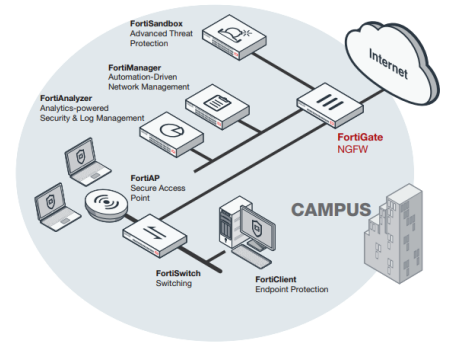 FortiSandbox
Advanced Threat
Protection
FortiManager
Automation-Driven
Network Management
FortiAnalyzer
Analytics-powered
Security & Log Management
Internet
FortiGate
NGFW
FortiAP
Secure Access
Point
CAMPUS
FortiSwitch
Switching
FortiClient
Endpoint Protection